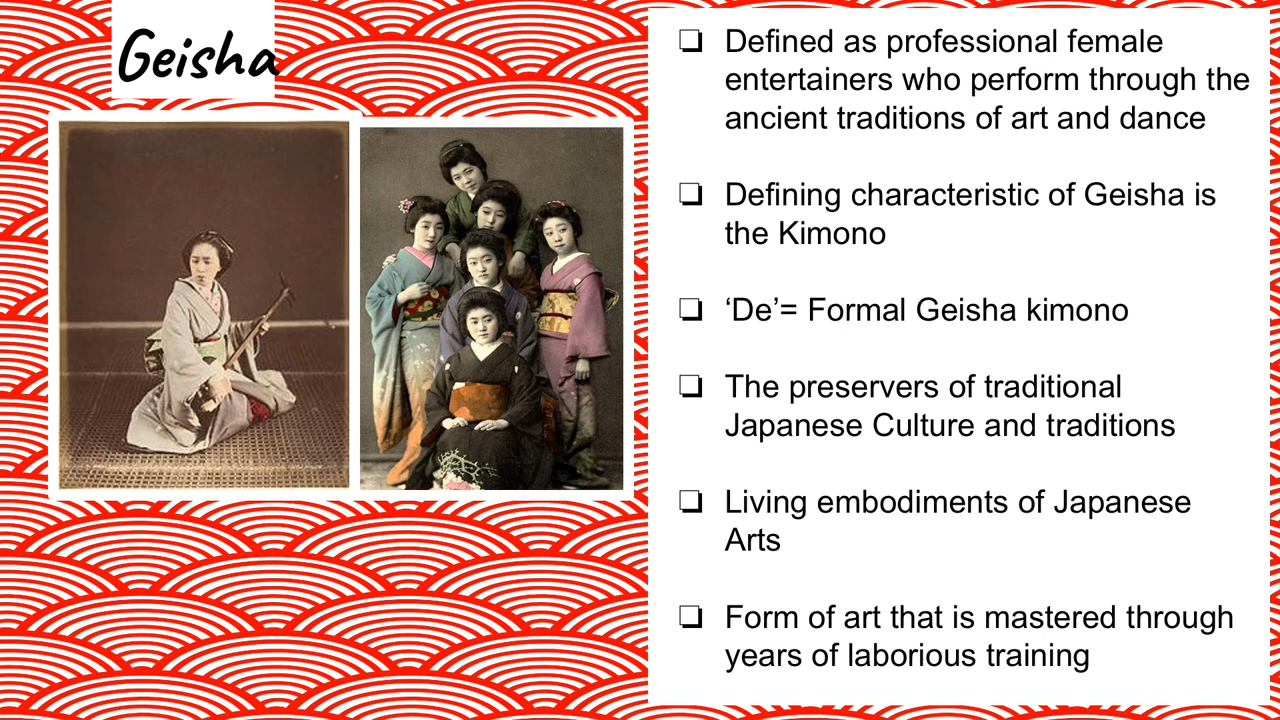 Geisha
❏ Defined as professional female
entertainers who perform through the
ancient traditions of art and dance
❏ Defining characteristic of Geisha is
the Kimono
❏ ‘De’= Formal Geisha kimono
❏ The preservers of traditional
Japanese Culture and traditions
❏ Living embodiments of Japanese
Arts
❏ Form of art that is mastered through
years of laborious training